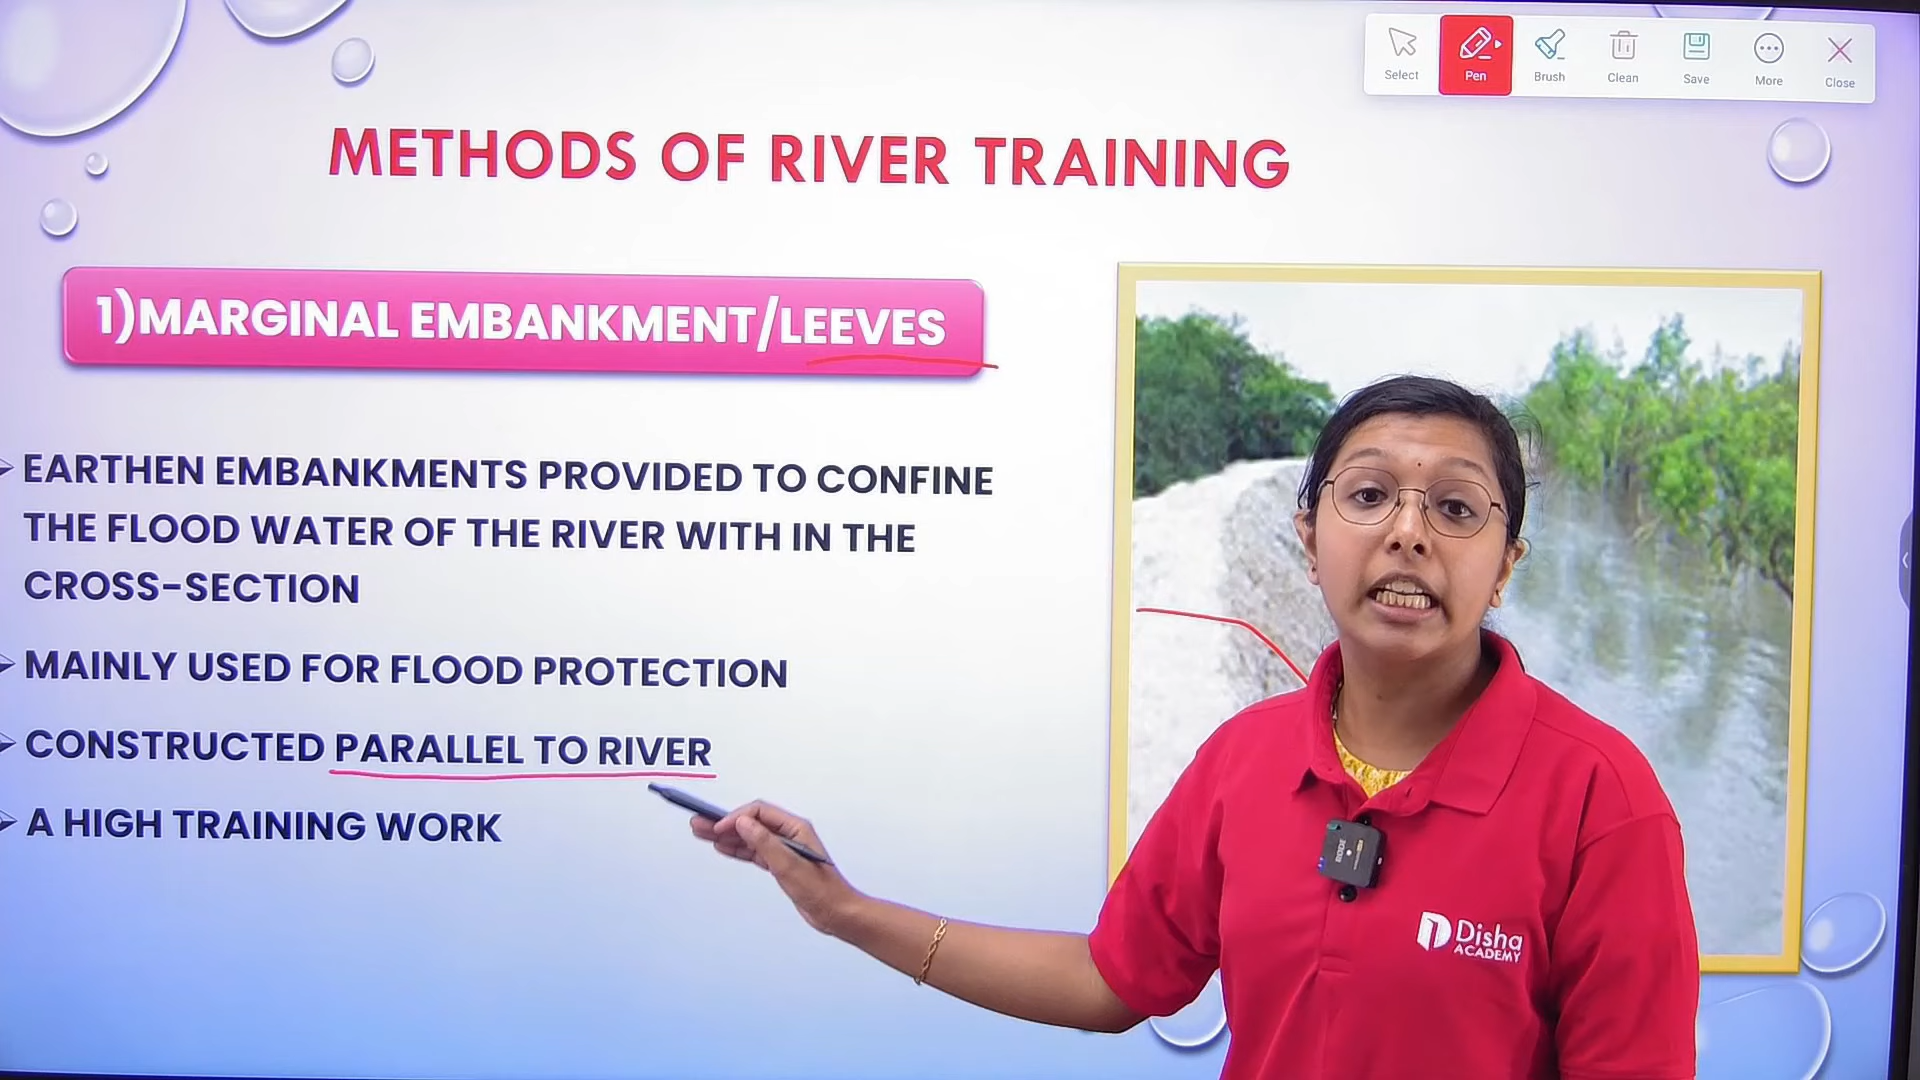 Select
Pen
Brush
Clean
Save
More
Close
METHODS OF RIVER TRAINING
1)MARGINAL EMBANKMENT/LEEVES
EARTHEN EMBANKMENTS PROVIDED TO CONFINE
THE FLOOD WATER OF THE RIVER WITH IN THE
CROSS-SECTION
MAINLY USED FOR FLOOD PROTECTION
CONSTRUCTED PARALLEL TO RIVER
A HIGH TRAINING WORK
RODE
Disha
ACADEMY